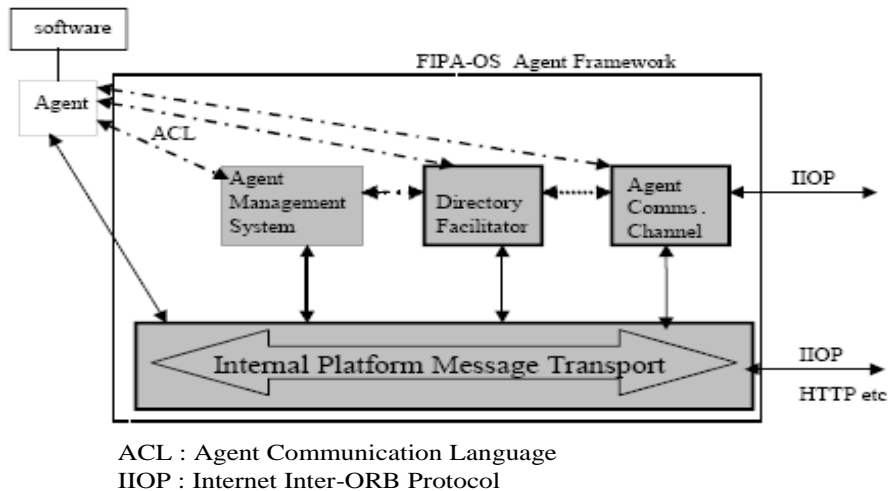 software
FIPA-OS Agent Framework
Agent
ACL
Agent
Management
System
Directory
Facilitator
Agent
Comms .
Channel
IIOP
Internal Platform Message Transport
IIOP
HTTP etc
ACL : Agent Communication Language
IIOP : Internet Inter-ORB Protocol